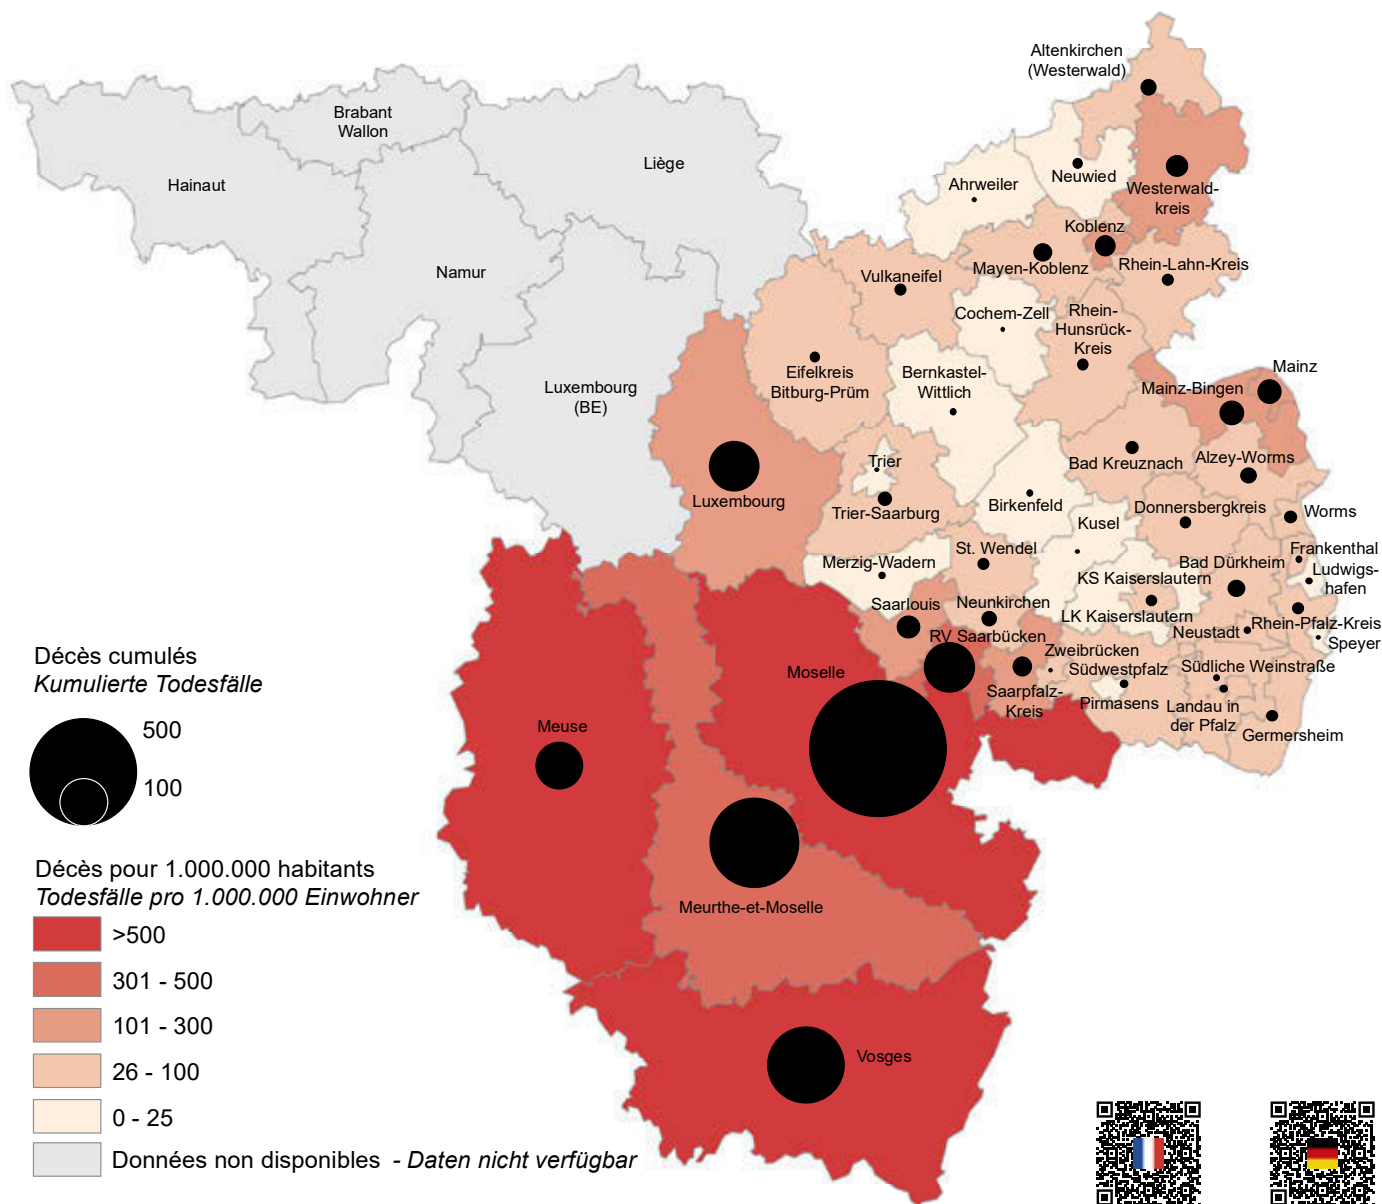 Altenkirchen
(Westerwald)
Brabant
Wallon
Liège
Hainaut
Neuwied
Ahrweiler
Westerwald-
kreis
Koblenz
Namur
Mayen-Koblenz
Rhein-Lahn-Kreis
Vulkaneifel
Cochem-Zell
Rhein-
Hunsrück-
Kreis
Eifelkreis
Bitburg-Prüm
Bernkastel-
Wittlich
Mainz
Mainz-Bingen
Luxembourg
(BE)
Trier
Bad Kreuznach
Alzey-Worms
Luxembourg
Trier-Saarburg
Birkenfeld
Donnersbergkreis
Worms
Kusel
St. Wendel
Merzig-Wadern
Frankenthal
Bad Dürkheim
Ludwigs-
hafen
KS Kaiserslautern
Saarlouis
Neunkirchen
LK Kaiserslautern
Rhein-Pfalz-Kreis
Neustadt
Speyer
RV Saarbücken
Zweibrücken
Südwestpfalz
Südliche Weinstraße
Moselle
Saarpfalz-
Kreis
Pirmasens
Landau in
der Pfalz
Germersheim
Meuse
Meurthe-et-Moselle
Vosges
Décès cumulés
Kumulierte Todesfälle
500
100
Décès pour 1.000.000 habitants
Todesfälle pro 1.000.000 Einwohner
>500
301 - 500
101 - 300
26 - 100
0 - 25
Données non disponibles - Daten nicht verfügbar